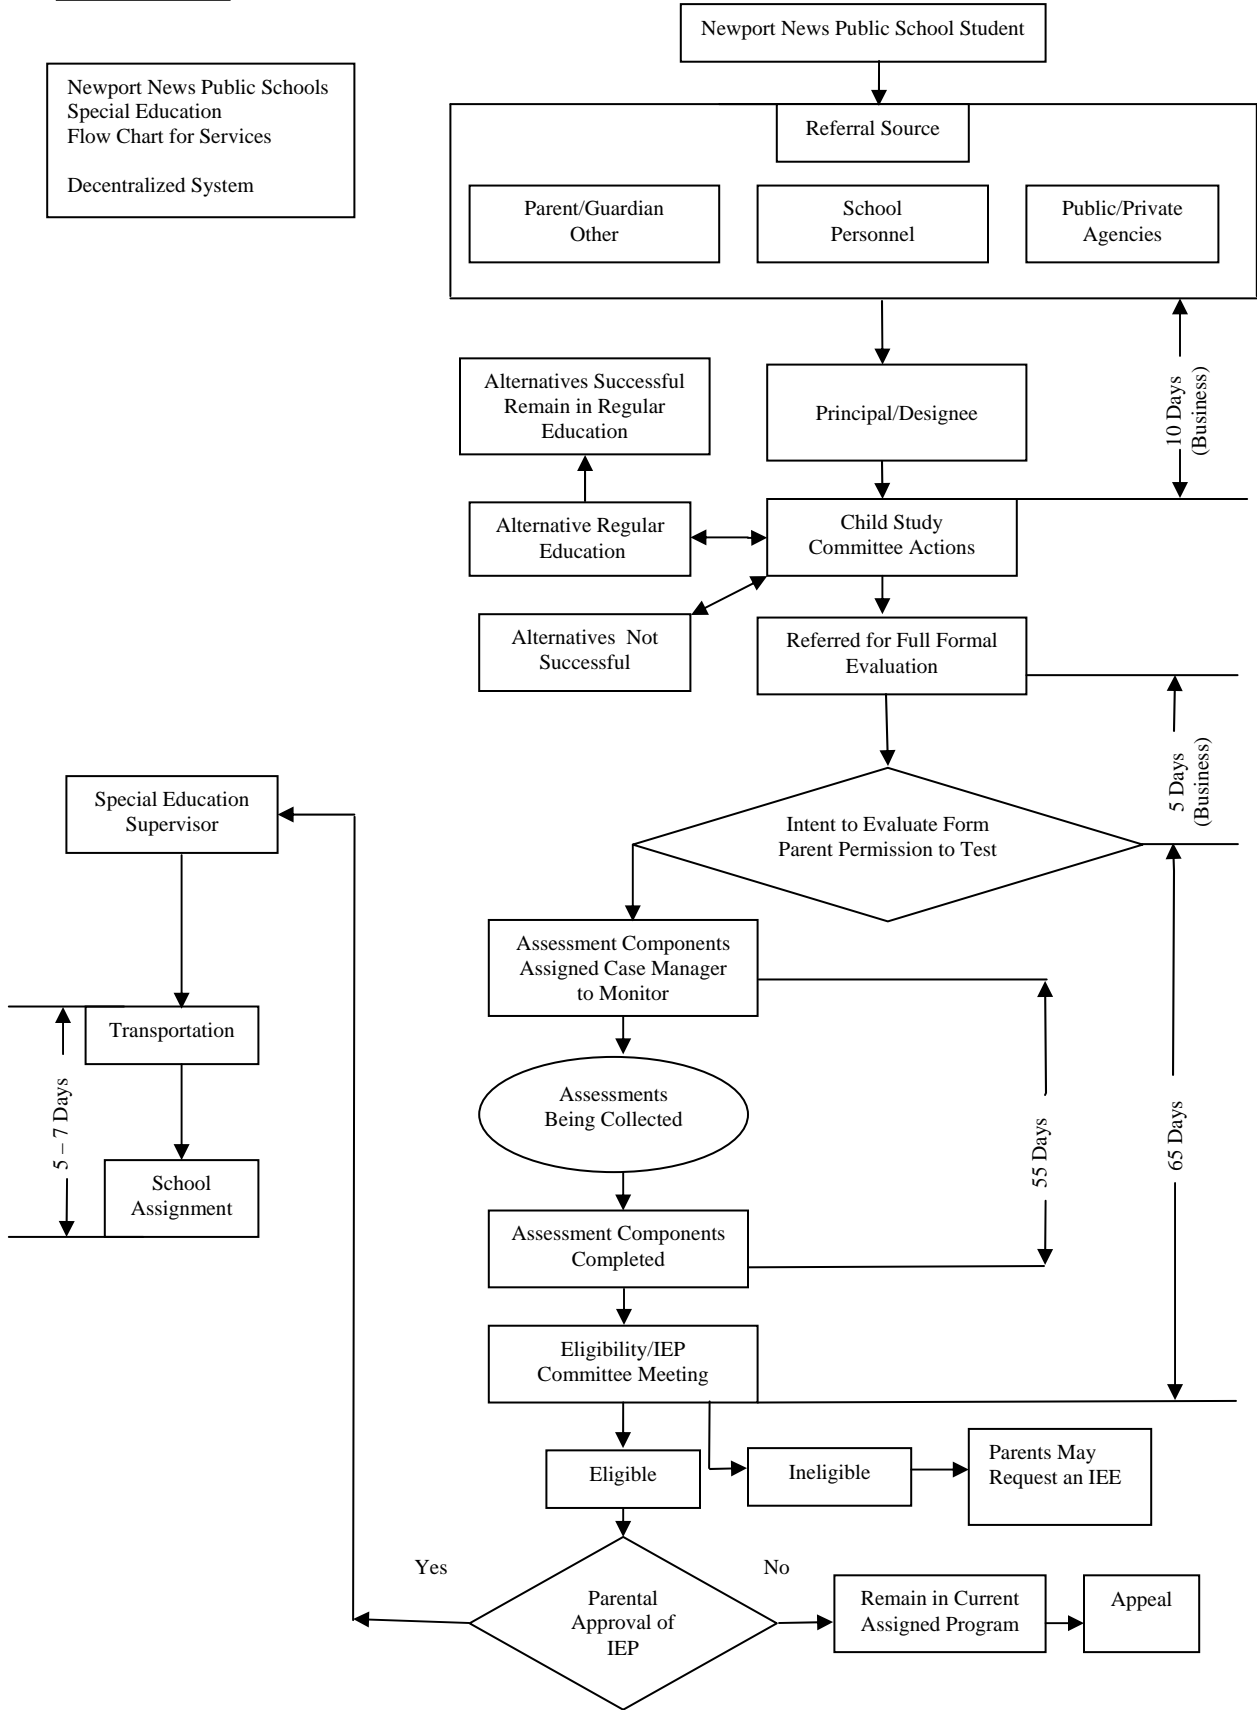 Newport News Public School Student
Newport News Public Schools
Special Education
Flow Chart for Services
Decentralized System
Referral Source
Parent/Guardian
Other
School
Personnel
Public/Private
Agencies
10 Days
(Business)
Alternatives Successful
Remain in Regular
Education
Principal/Designee
Alternative Regular
Education
Child Study
Committee Actions
Alternatives Not
Successful
Referred for Full Formal
Evaluation
5 Days
(Business)
Intent to Evaluate Form
Parent Permission to Test
Special Education
Supervisor
Assessment Components
Assigned Case Manager
to Monitor
Transportation
5 – 7 Days
School
Assignment
Assessments
Being Collected
55 Days
65 Days
Assessment Components
Completed
Eligibility/IEP
Committee Meeting
Eligible
Ineligible
Parents May
Request an IEE
Yes
No
Parental
Approval of
IEP
Remain in Current
Assigned Program
Appeal